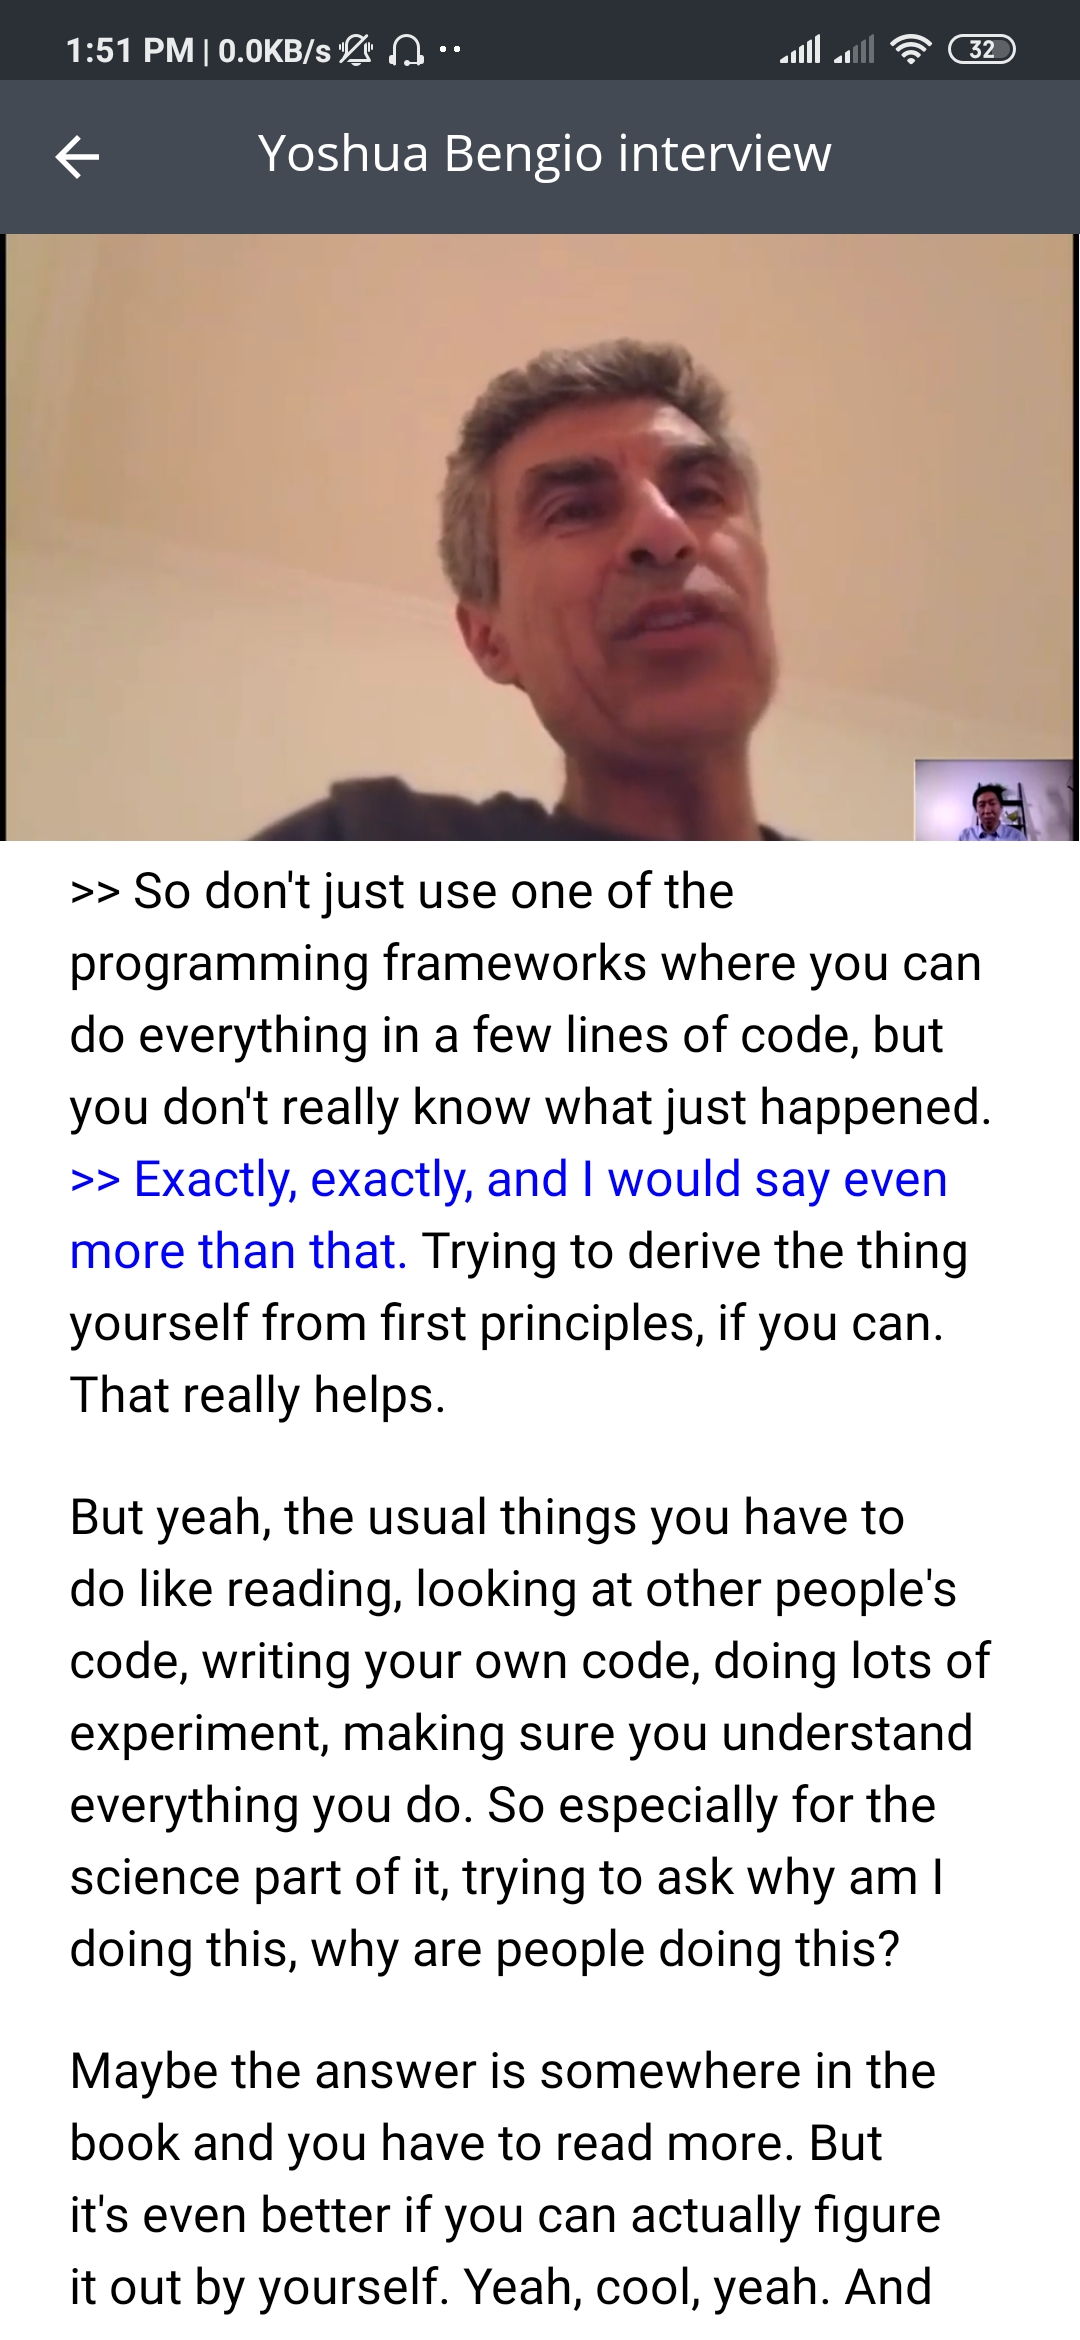 1:51 PM | 0.0KB/s
32
Yoshua Bengio interview
>> So don't just use one of the
programming frameworks where you can
do everything in a few lines of code, but
you don't really know what just happened.
>> Exactly, exactly, and I would say even
more than that. Trying to derive the thing
yourself from first principles, if you can.
That really helps.
But yeah, the usual things you have to
do like reading, looking at other people's
code, writing your own code, doing lots of
experiment, making sure you understand
everything you do. So especially for the
science part of it, trying to ask why am I
doing this, why are people doing this?
Maybe the answer is somewhere in the
book and you have to read more. But
it's even better if you can actually figure
it out by yourself. Yeah, cool, yeah. And